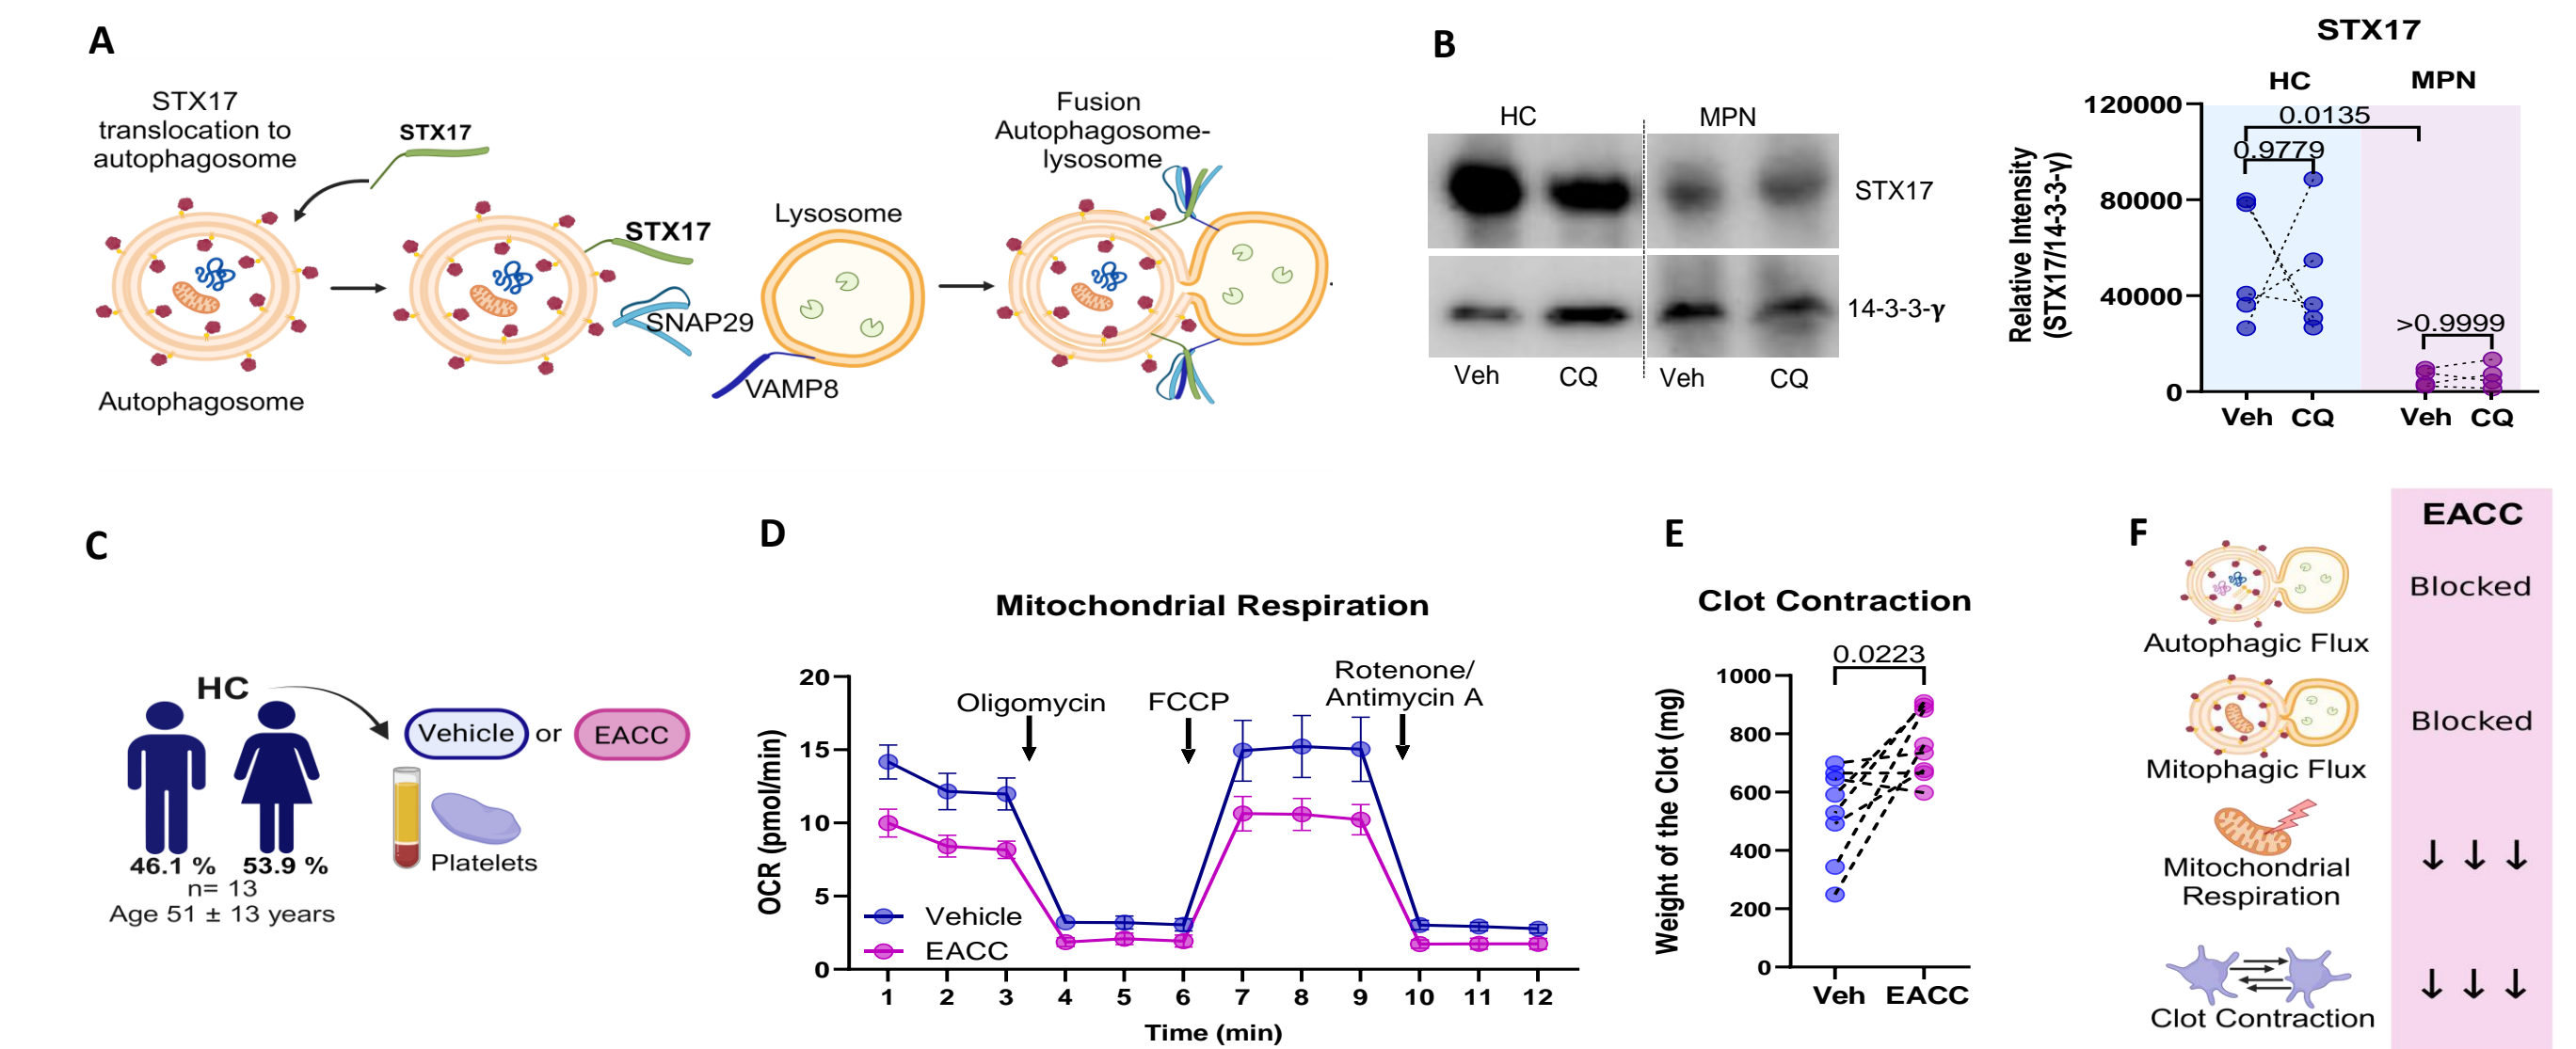 A
STX17
translocation to
autophagosome
STX17
Autophagosome
STX17
SNAP29
VAMP8
Lysosome
Fusion
Autophagosome-
lysosome
B
HC MPN
STX17
14-3-3-γ
Veh CQ Veh CQ
STX17
HC MPN
Relative Intensity
(STX17/14-3-3-γ)
120000
80000
40000
0
0.0135
0.9779
>0.9999
Veh CQ Veh CQ
C
HC
Vehicle or EACC
46.1 % 53.9 %
n= 13
Age 51 ± 13 years
Platelets
D
Mitochondrial Respiration
OCR (pmol/min)
20
15
10
5
0
Oligomycin
FCCP
Rotenone/
Antimycin A
Vehicle
EACC
1 2 3 4 5 6 7 8 9 10 11 12
Time (min)
E
Clot Contraction
Weight of the Clot (mg)
0.0223
1000
800
600
400
200
0
Veh EACC
F
EACC
Autophagic Flux
Blocked
Mitophagic Flux
Blocked
Mitochondrial
Respiration
↓ ↓ ↓
Clot Contraction
↓ ↓ ↓